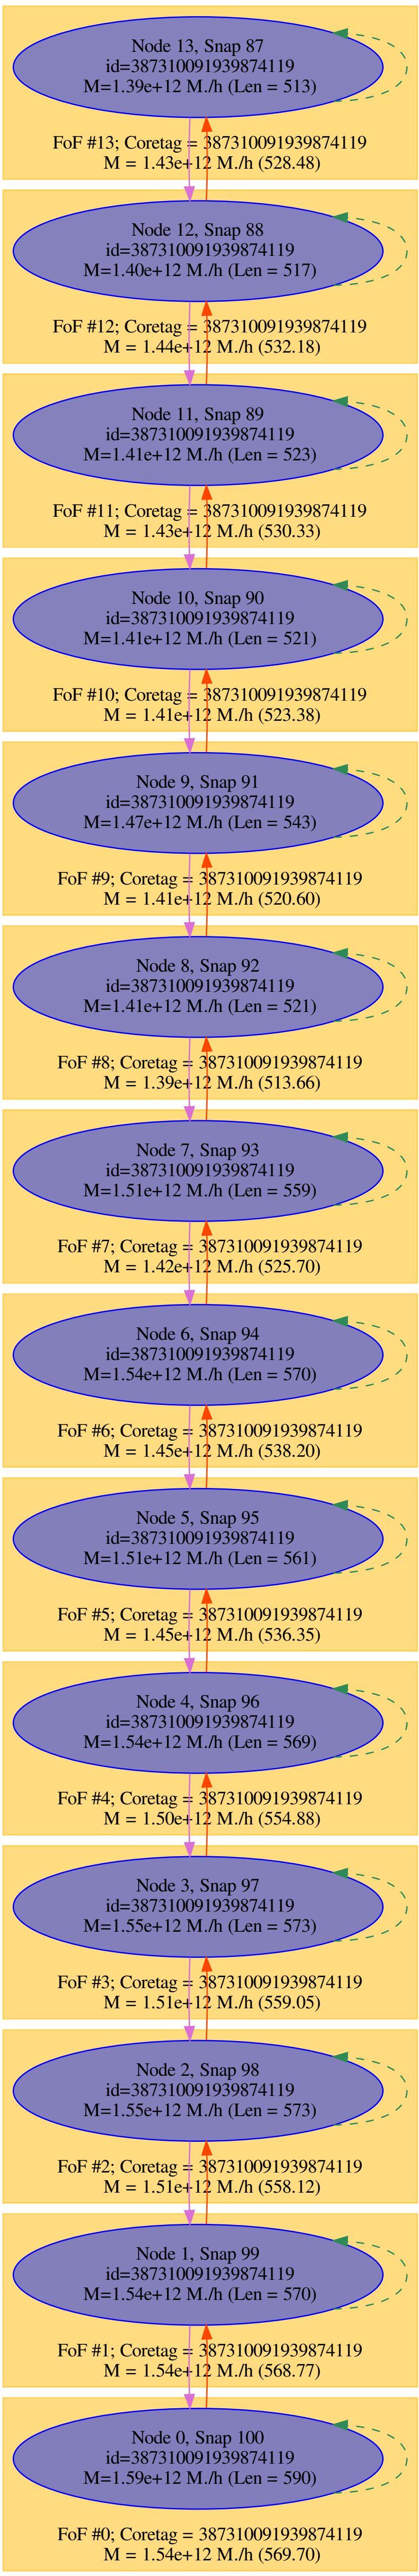 Node 13, Snap 87
id=387310091939874119
M=1.39e+12 M./h (Len = 513)
FoF #13; Coretag = 387310091939874119
M = 1.43e+12 M./h (528.48)
Node 12, Snap 88
id=387310091939874119
M=1.40e+12 M./h (Len = 517)
FoF #12; Coretag = 387310091939874119
M = 1.44e+12 M./h (532.18)
Node 11, Snap 89
id=387310091939874119
M=1.41e+12 M./h (Len = 523)
FoF #11; Coretag = 387310091939874119
M = 1.43e+12 M./h (530.33)
Node 10, Snap 90
id=387310091939874119
M=1.41e+12 M./h (Len = 521)
FoF #10; Coretag = 387310091939874119
M = 1.41e+12 M./h (523.38)
Node 9, Snap 91
id=387310091939874119
M=1.47e+12 M./h (Len = 543)
FoF #9; Coretag = 387310091939874119
M = 1.41e+12 M./h (520.60)
Node 8, Snap 92
id=387310091939874119
M=1.41e+12 M./h (Len = 521)
FoF #8; Coretag = 387310091939874119
M = 1.39e+12 M./h (513.66)
Node 7, Snap 93
id=387310091939874119
M=1.51e+12 M./h (Len = 559)
FoF #7; Coretag = 387310091939874119
M = 1.42e+12 M./h (525.70)
Node 6, Snap 94
id=387310091939874119
M=1.54e+12 M./h (Len = 570)
FoF #6; Coretag = 387310091939874119
M = 1.45e+12 M./h (538.20)
Node 5, Snap 95
id=387310091939874119
M=1.51e+12 M./h (Len = 561)
FoF #5; Coretag = 387310091939874119
M = 1.45e+12 M./h (536.35)
Node 4, Snap 96
id=387310091939874119
M=1.54e+12 M./h (Len = 569)
FoF #4; Coretag = 387310091939874119
M = 1.50e+12 M./h (554.88)
Node 3, Snap 97
id=387310091939874119
M=1.55e+12 M./h (Len = 573)
FoF #3; Coretag = 387310091939874119
M = 1.51e+12 M./h (559.05)
Node 2, Snap 98
id=387310091939874119
M=1.55e+12 M./h (Len = 573)
FoF #2; Coretag = 387310091939874119
M = 1.51e+12 M./h (558.12)
Node 1, Snap 99
id=387310091939874119
M=1.54e+12 M./h (Len = 570)
FoF #1; Coretag = 387310091939874119
M = 1.54e+12 M./h (568.77)
Node 0, Snap 100
id=387310091939874119
M=1.59e+12 M./h (Len = 590)
FoF #0; Coretag = 387310091939874119
M = 1.54e+12 M./h (569.70)